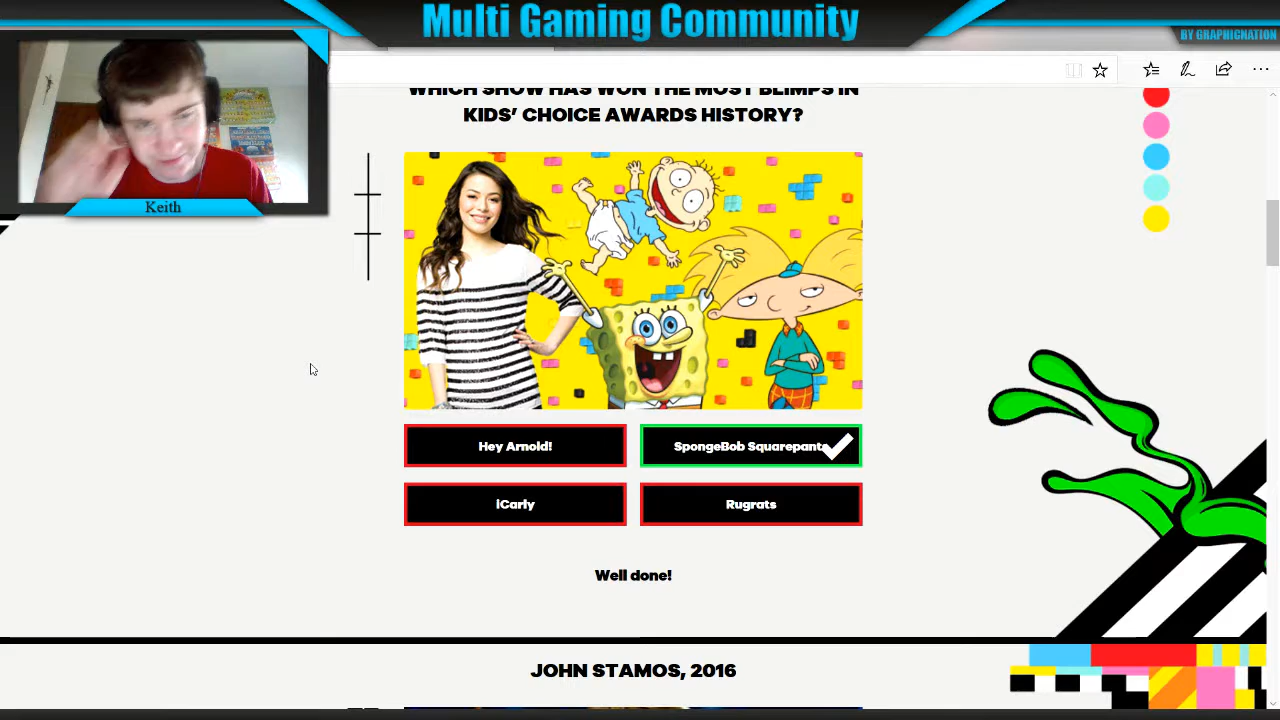 Multi Gaming Community
BY GRAPHICNATION
Keith
WHICH SHOW HAS WON THE MOST BLIMPS IN
KIDS’ CHOICE AWARDS HISTORY?
Hey Arnold!
SpongeBob Squarepants
iCarly
Rugrats
Well done!
JOHN STAMOS, 2016